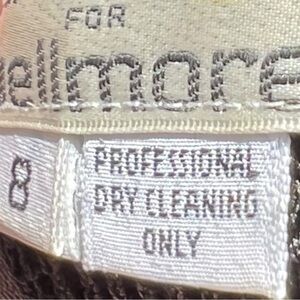 FOR
ellmore
8
PROFESSIONAL
DRY CLEANING
ONLY